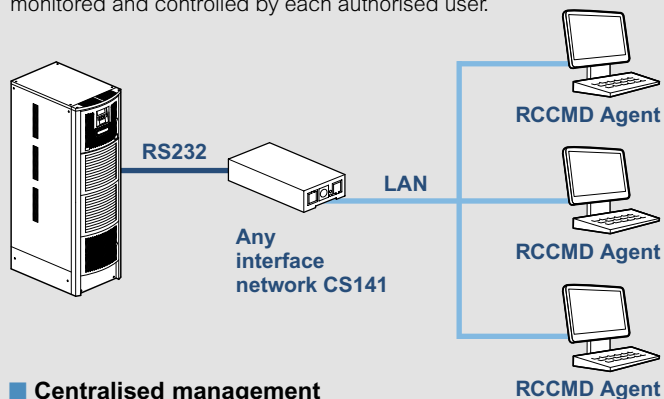 monitored and controlled by each authorised user.
RCCMD Agent
RS232
LAN
RCCMD Agent
Any
interface
network CS141
RCCMD Agent
Centralised management